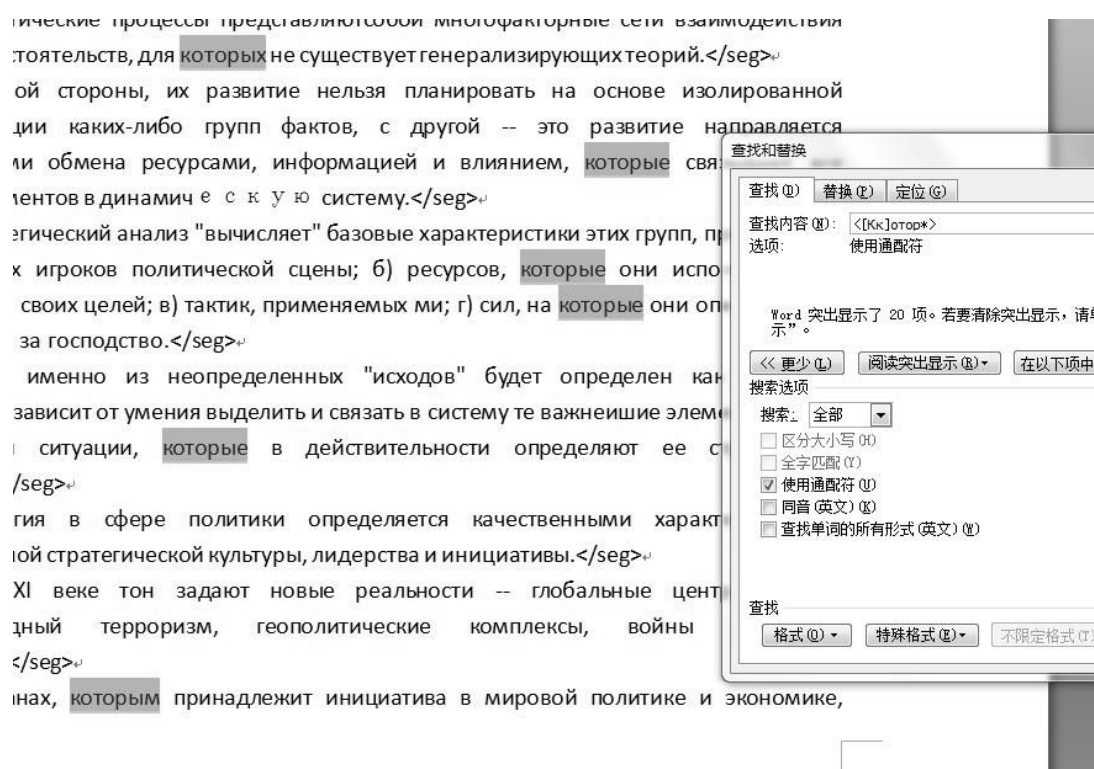 ические процессы представляютсобой многофакторные сети взаимодействия
стоятельств, для которых не существует генерализирующих теорий.</seg>
ой стороны, их развитие нельзя планировать на основе изолированной
ции каких-либо групп фактов, с другой -- это развитие направляется
ми обмена ресурсами, информацией и влиянием, которые свя
ментов в динамич е с к у ю систему.</seg>
егический анализ "вычисляет" базовые характеристики этих групп, п
х игроков политической сцены; б) ресурсов, которые они испо
своих целей; в) тактик, применяемых ми; г) сил, на которые они оп
за господство.</seg>
именно из неопределенных "исходов" будет определен как
зависит от умения выделить и связать в систему те важнеишие элем
ситуации, которые в действительности определяют ее с
/seg>
гия в сфере политики определяется качественными характ
ной стратегической культуры, лидерства и инициативы.</seg>
XI веке тон задают новые реальности -- глобальные цент
дный терроризм, геополитические комплексы, войны
</seg>
нах, которым принадлежит инициатива в мировой политике и экономике,
查找和替换
查找(D) 替换(P) 定位(G)
查找内容(N): <[Кк]отор*>
选项: 使用通配符
Word 突出显示了 20 项。若要清除突出显示，请单
示”。
<< 更少(L) 阅读突出显示(R) 在以下项中
搜索选项
搜索: 全部
区分大小写(H)
全字匹配(Y)
使用通配符(U)
同音(英文)(K)
查找单词的所有形式(英文)(W)
查找
格式(O) 特殊格式(E) 不限定格式(T)